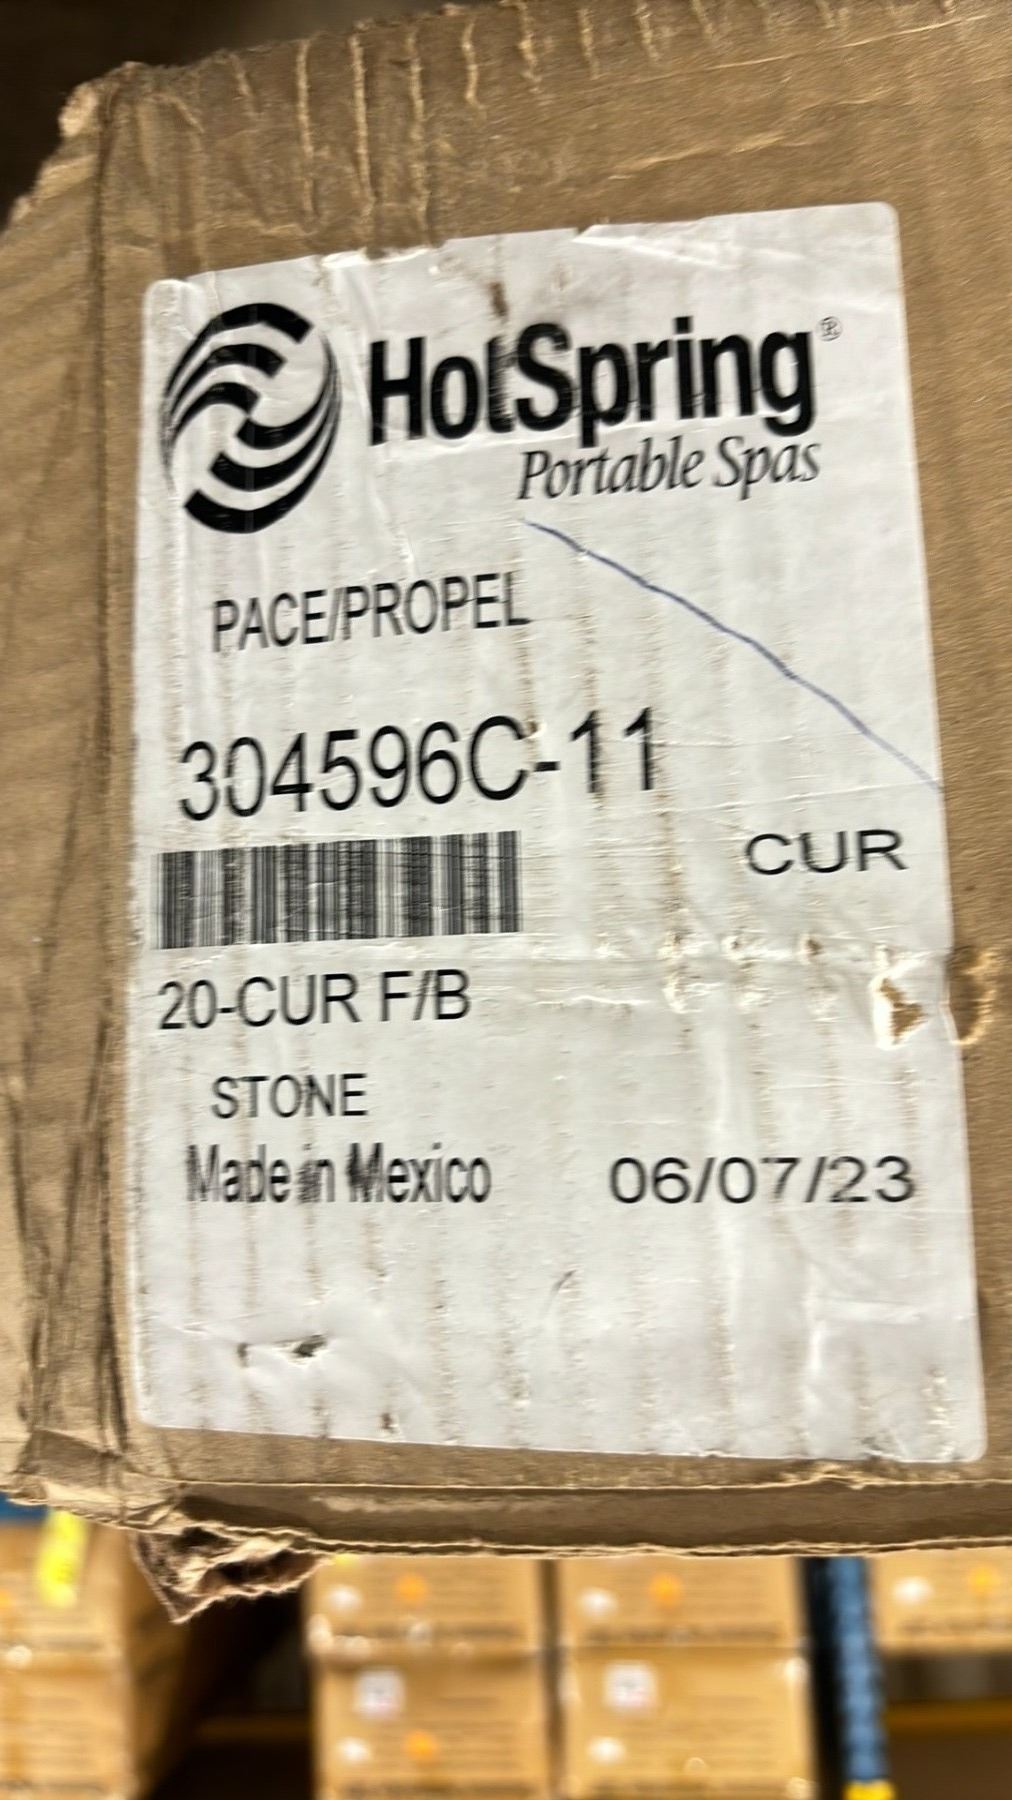 HotSpring®
Portable Spas
PACE/PROPEL
304596C-11
CUR
20-CUR F/B
STONE
Made in Mexico 06/07/23